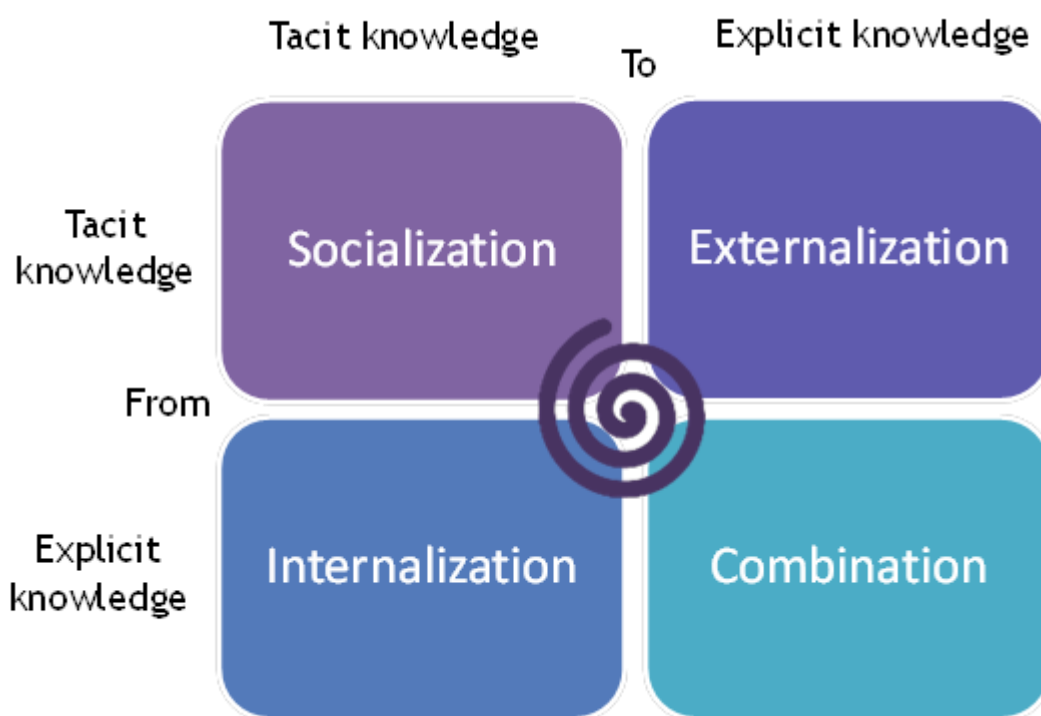 Tacit knowledge
To
Explicit knowledge
Tacit
knowledge
Socialization
Externalization
From
Explicit
knowledge
Internalization
Combination